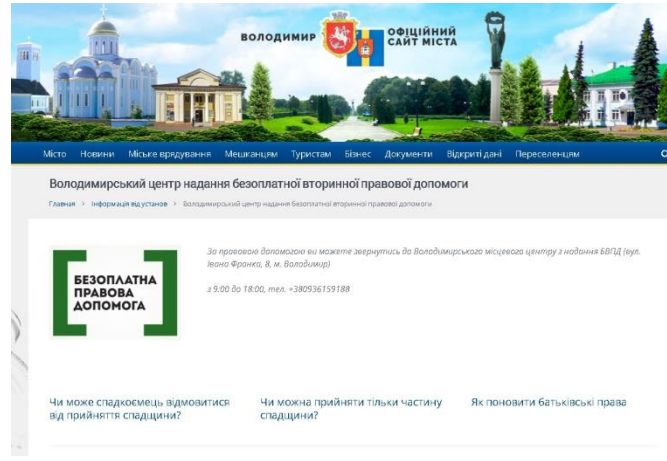 ВОЛОДИМИР
ОФІЦІЙНИЙ
САЙТ МІСТА
Місто Новини Міське врядування Мешканцям Туристам Бізнес Документи Відкриті дані Переселенцям
Володимирський центр надання безоплатної вторинної правової допомоги
Главная > Інформація від установ > Володимирський центр надання безоплатної вторинної правової допомоги
За правовою допомогою ви можете звернутись до Володимирського місцевого центру з надання БВПД (вул.
Івана Франка, 8, м. Володимир)
з 9:00 до 18:00, тел. +380936159188
БЕЗОПЛАТНА
ПРАВОВА
ДОПОМОГА
Чи може спадкоємець відмовитися
від прийняття спадщини?
Чи можна прийняти тільки частину
спадщини?
Як поновити батьківські права